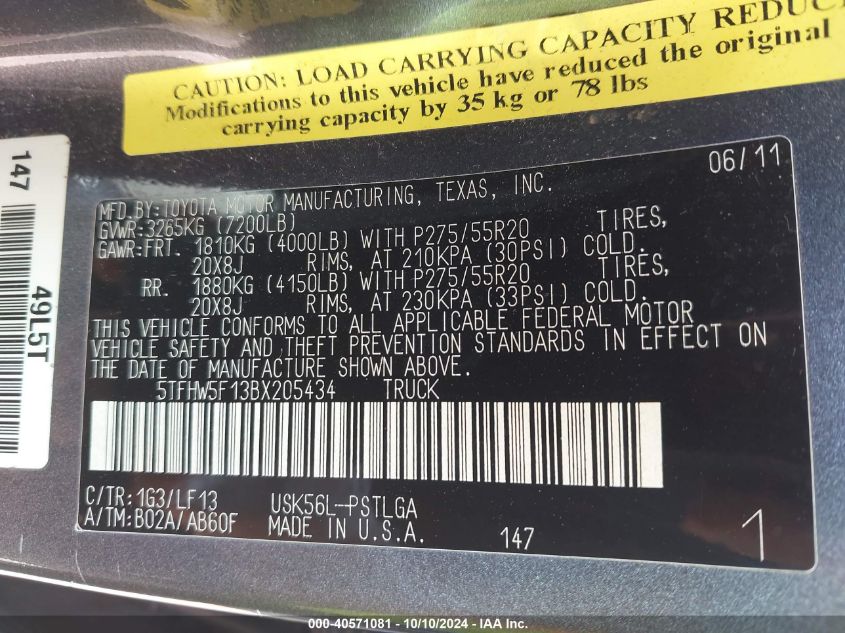 CAUTION: LOAD CARRYING CAPACITY REDUC
Modifications to this vehicle have reduced the original
carrying capacity by 35 kg or 78 lbs
147
49L5T
06/11
MFD.BY:TOYOTA MOTOR MANUFACTURING, TEXAS, INC.
GVWR: 3265KG (7200LB)
GAWR:FRT. 1810KG (4000LB) WITH P275/55R20 TIRES,
20X8J RIMS, AT 210KPA (30PSI) COLD.
RR. 1880KG (4150LB) WITH P275/55R20 TIRES,
20X8J RIMS, AT 230KPA (33PSI) COLD.
THIS VEHICLE CONFORMS TO ALL APPLICABLE FEDERAL MOTOR
VEHICLE SAFETY AND THEFT PREVENTION STANDARDS IN EFFECT ON
THE DATE OF MANUFACTURE SHOWN ABOVE.
5TFHW5F13BX205434 TRUCK
C/TR:1G3/LF13 USK56L-PSTLGA
A/TM:B02A/AB60F MADE IN U.S.A. 147 1
000-40571081 - 10/10/2024 - IAA Inc.